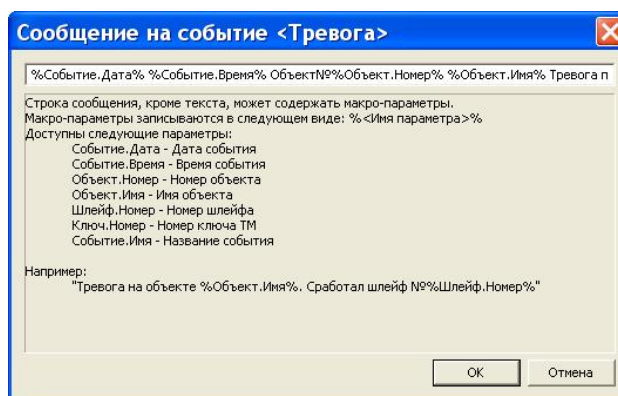 Сообщение на событие <Тревога>
%Событие.Дата% %Событие.Время% Объект№%Объект.Номер% %Объект.Имя% Тревога п
Строка сообщения, кроме текста, может содержать макро-параметры.
Макро-параметры записываются в следующем виде: %<Имя параметра>%
Доступны следующие параметры:
Событие.Дата - Дата события
Событие.Время - Время события
Объект.Номер - Номер объекта
Объект.Имя - Имя объекта
Шлейф.Номер - Номер шлейфа
Ключ.Номер - Номер ключа ТМ
Событие.Имя - Название события
Например:
"Тревога на объекте %Объект.Имя%. Сработал шлейф №%Шлейф.Номер%"
OK Отмена